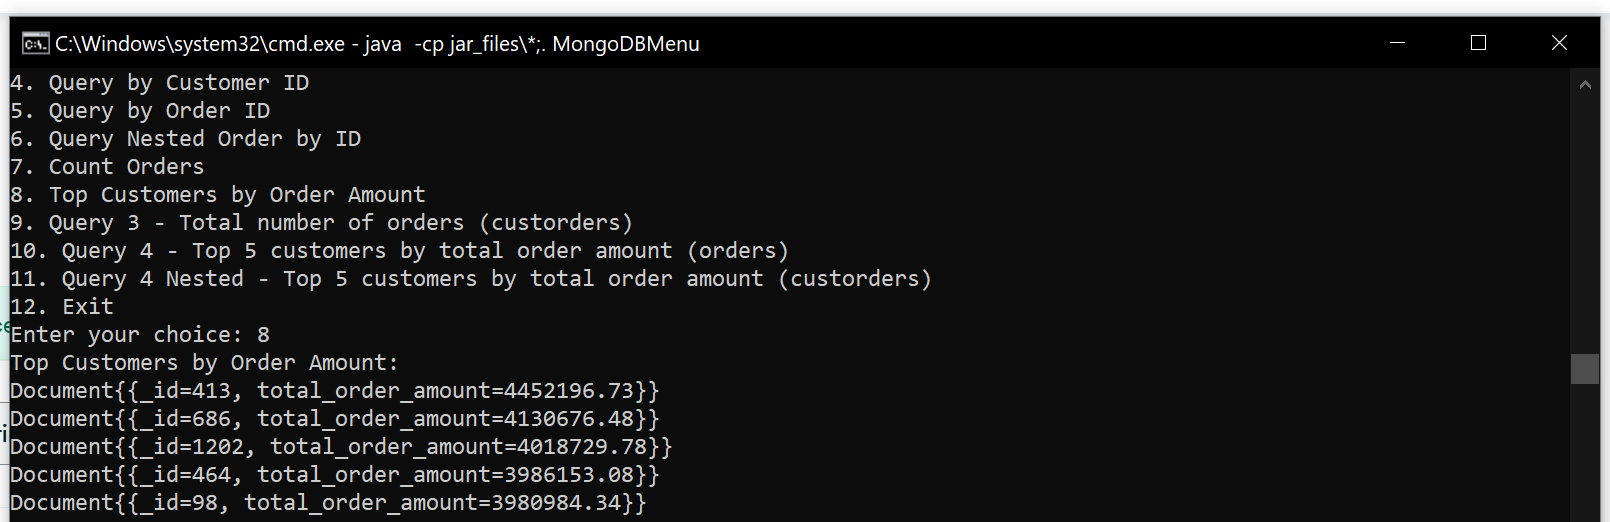 C:\Windows\system32\cmd.exe - java  -cp jar_files\*;. MongoDBMenu
4. Query by Customer ID
5. Query by Order ID
6. Query Nested Order by ID
7. Count Orders
8. Top Customers by Order Amount
9. Query 3 - Total number of orders (custorders)
10. Query 4 - Top 5 customers by total order amount (orders)
11. Query 4 Nested - Top 5 customers by total order amount (custorders)
12. Exit
Enter your choice: 8
Top Customers by Order Amount:
Document{{_id=413, total_order_amount=4452196.73}}
Document{{_id=686, total_order_amount=4130676.48}}
Document{{_id=1202, total_order_amount=4018729.78}}
Document{{_id=464, total_order_amount=3986153.08}}
Document{{_id=98, total_order_amount=3980984.34}}